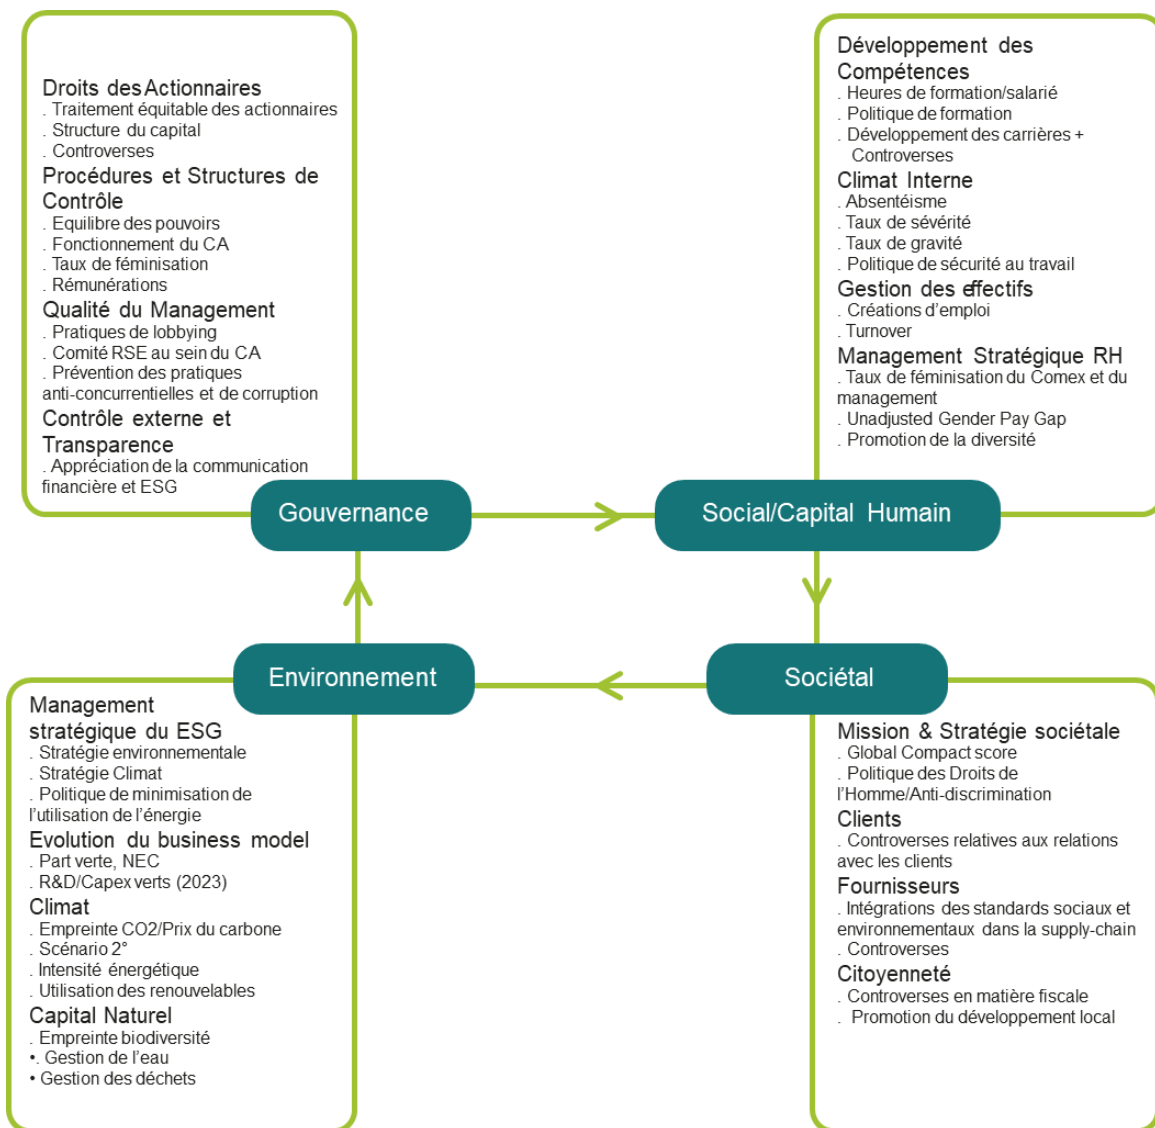 Droits des Actionnaires
. Traitement équitable des actionnaires
. Structure du capital
. Controverses
Procédures et Structures de
Contrôle
. Equilibre des pouvoirs
. Fonctionnement du CA
. Taux de féminisation
. Rémunérations
Qualité du Management
. Pratiques de lobbying
. Comité RSE au sein du CA
. Prévention des pratiques
anti-concurrentielles et de corruption
Contrôle externe et
Transparence
. Appréciation de la communication
financière et ESG
Gouvernance
Développement des
Compétences
. Heures de formation/salarié
. Politique de formation
. Développement des carrières +
Controverses
Climat Interne
. Absentéisme
. Taux de sévérité
. Taux de gravité
. Politique de sécurité au travail
Gestion des effectifs
. Créations d’emploi
. Turnover
Management Stratégique RH
. Taux de féminisation du Comex et du
management
. Unadjusted Gender Pay Gap
. Promotion de la diversité
Social/Capital Humain
Environnement
Management
stratégique du ESG
. Stratégie environnementale
. Stratégie Climat
. Politique de minimisation de
l’utilisation de l’énergie
Evolution du business model
. Part verte, NEC
. R&D/Capex verts (2023)
Climat
. Empreinte CO2/Prix du carbone
. Scénario 2°
. Intensité énergétique
. Utilisation des renouvelables
Capital Naturel
. Empreinte biodiversité
•. Gestion de l’eau
• Gestion des déchets
Sociétal
Mission & Stratégie sociétale
. Global Compact score
. Politique des Droits de
l’Homme/Anti-discrimination
Clients
. Controverses relatives aux relations
avec les clients
Fournisseurs
. Intégrations des standards sociaux et
environnementaux dans la supply-chain
. Controverses
Citoyenneté
. Controverses en matière fiscale
. Promotion du développement local